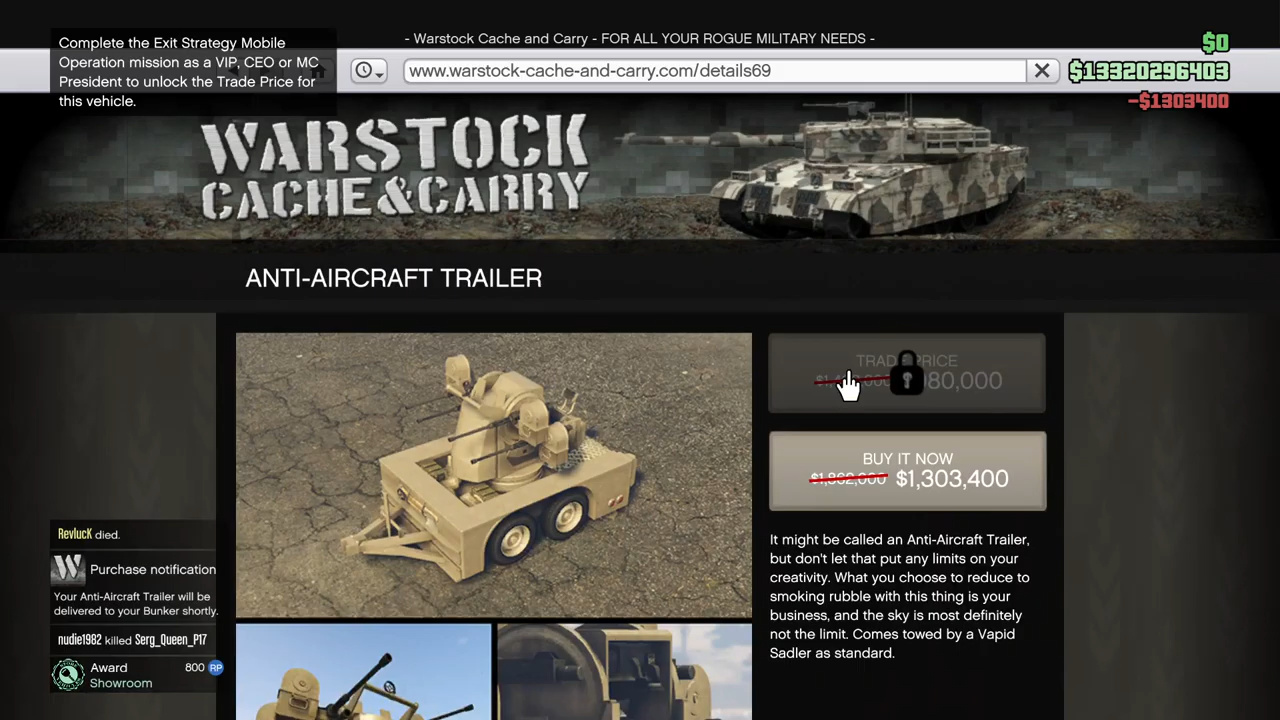 Complete the Exit Strategy Mobile
Operation mission as a VIP, CEO or MC
President to unlock the Trade Price for
this vehicle.
- Warstock Cache and Carry - FOR ALL YOUR ROGUE MILITARY NEEDS -
$0
www.warstock-cache-and-carry.com/details69
$13320296403
-$1303400
WARSTOCK
CACHE&CARRY
ANTI-AIRCRAFT TRAILER
TRADE PRICE
80,000
BUY IT NOW
$1,862,000 $1,303,400
It might be called an Anti-Aircraft Trailer,
but don't let that put any limits on your
creativity. What you choose to reduce to
smoking rubble with this thing is your
business, and the sky is most definitely
not the limit. Comes towed by a Vapid
Sadler as standard.
RevlucK died.
W
Purchase notification
Your Anti-Aircraft Trailer will be
delivered to your Bunker shortly.
nudie1982 killed Serg_Queen_P17
Award 800 RP
Showroom